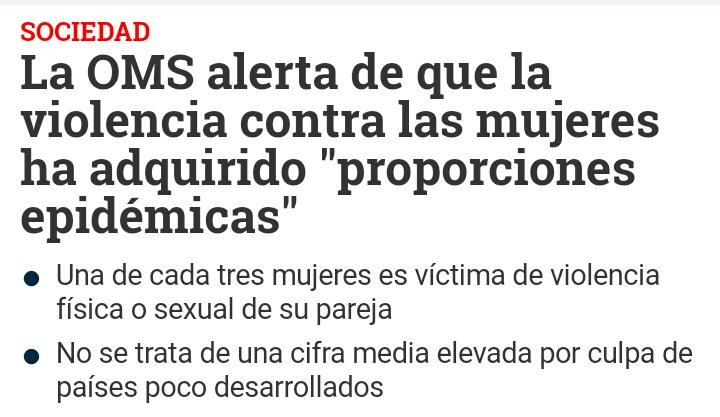 SOCIEDAD
La OMS alerta de que la
violencia contra las mujeres
ha adquirido "proporciones
epidémicas"
Una de cada tres mujeres es víctima de violencia
física o sexual de su pareja
No se trata de una cifra media elevada por culpa de
países poco desarrollados